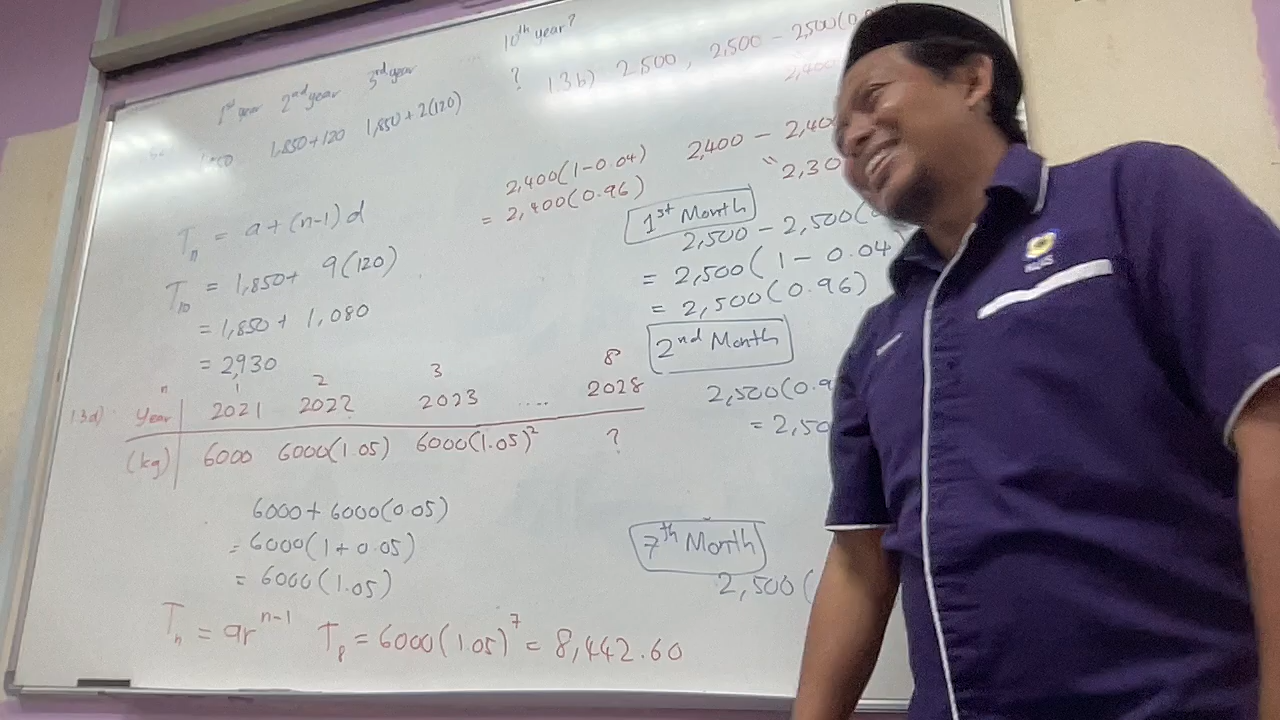 1st year 2nd year 3rd year .... 10th year?
1,850+120 1,850+2(120) ?
Tn = a+(n-1)d
T10 = 1,850+ 9(120)
= 1,850+ 1,080
= 2,930
13b) 2,500, 2,500 - 2,500(0.0
2,400
2,400(1-0.04)
= 2,400(0.96)
2,400 - 2,40
2,30
1st Month
2,500 - 2,500(
= 2,500(1 - 0.04
= 2,500(0.96)
2nd Month
2,500(0.9
= 2,50
7th Month
2,500(
n 1 2 3 8
13d) Year 2021 2022 2023 .... 2028
(kg) 6000 6000(1.05) 6000(1.05)² ?
6000+6000(0.05)
= 6000(1+0.05)
= 6000(1.05)
Tn = ar^n-1 T8 = 6000(1.05)⁷ = 8,442.60